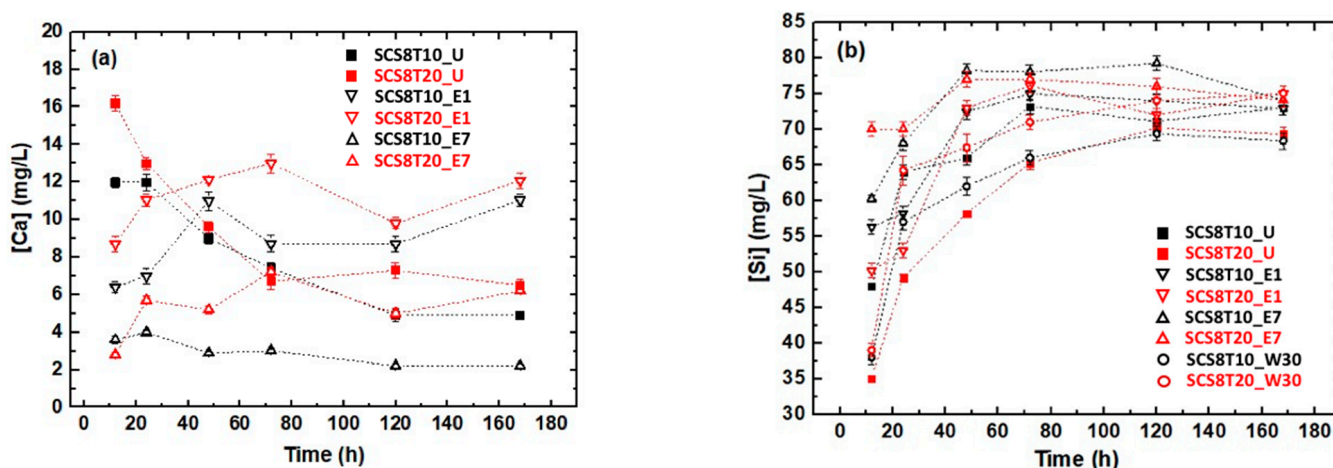 (a)
SCS8T10_U
SCS8T20_U
SCS8T10_E1
SCS8T20_E1
SCS8T10_E7
SCS8T20_E7
[Ca] (mg/L)
18
16
14
12
10
8
6
4
2
0
0 20 40 60 80 100 120 140 160 180
Time (h)
(b)
SCS8T10_U
SCS8T20_U
SCS8T10_E1
SCS8T20_E1
SCS8T10_E7
SCS8T20_E7
SCS8T10_W30
SCS8T20_W30
[Si] (mg/L)
85
80
75
70
65
60
55
50
45
40
35
30
0 20 40 60 80 100 120 140 160 180
Time (h)